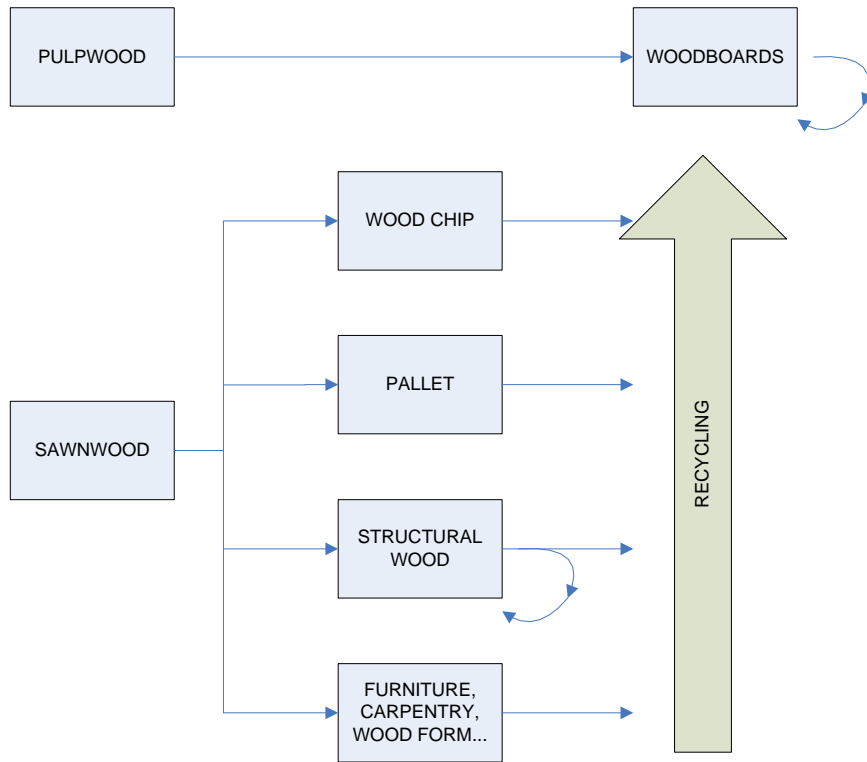 PULPWOOD
WOODBOARDS
WOOD CHIP
PALLET
SAWNWOOD
RECYCLING
STRUCTURAL
WOOD
FURNITURE,
CARPENTRY,
WOOD FORM...